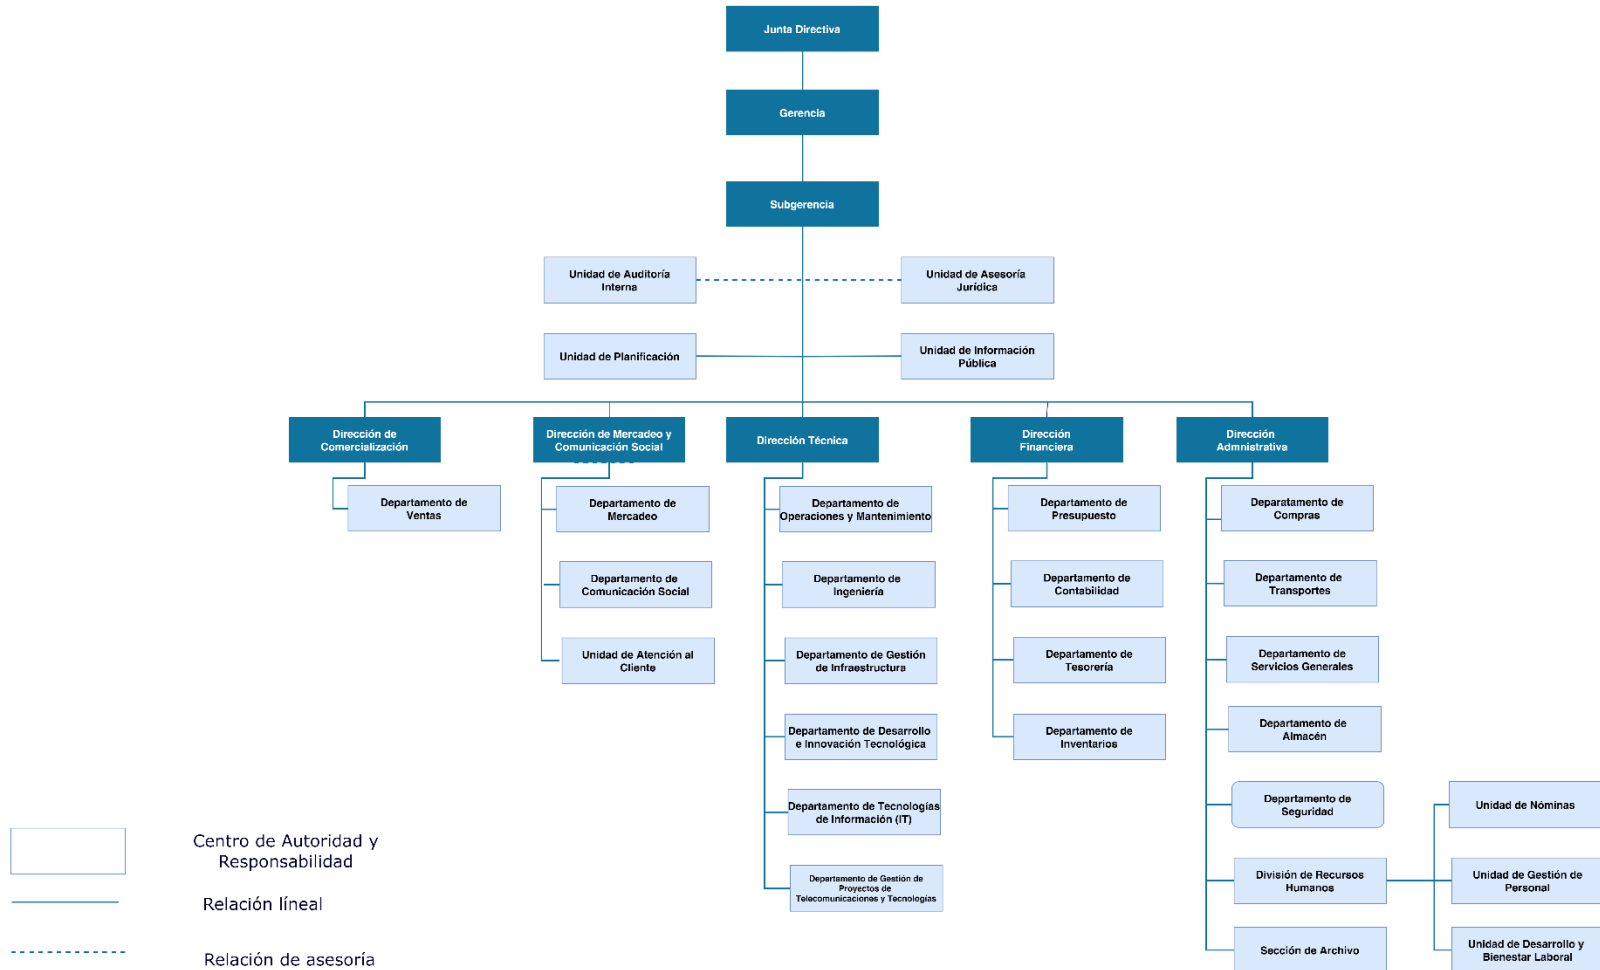 Junta Directiva
Gerencia
Subgerencia
Unidad de Auditoría
Interna
Unidad de Asesoría
Jurídica
Unidad de Planificación
Unidad de Información
Pública
Dirección de
Comercialización
Dirección de Mercadeo y
Comunicación Social
Dirección Técnica
Dirección
Financiera
Dirección
Admnistrativa
Departamento de
Ventas
Departamento de
Mercadeo
Departamento de
Comunicación Social
Unidad de Atención al
Cliente
Departamento de
Operaciones y Mantenimiento
Departamento de
Ingeniería
Departamento de Gestión
de Infraestructura
Departamento de Desarrollo
e Innovación Tecnológica
Departamento de Tecnologías
de Información (IT)
Departamento de Gestión de
Proyectos de
Telecomunicaciones y Tecnologías
Departamento de
Presupuesto
Departamento de
Contabilidad
Departamento de
Tesorería
Departamento de
Inventarios
Deparatamento de
Compras
Departamento de
Transportes
Departamento de
Servicios Generales
Departamento de
Almacén
Departamento de
Seguridad
División de Recursos
Humanos
Sección de Archivo
Unidad de Nóminas
Unidad de Gestión de
Personal
Unidad de Desarrollo y
Bienestar Laboral
Centro de Autoridad y
Responsabilidad
Relación líneal
Relación de asesoría